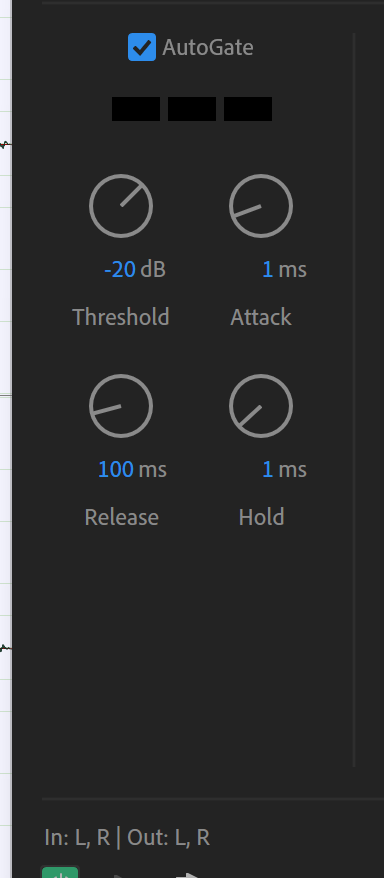 AutoGate
-20 dB 1 ms
Threshold Attack
100 ms 1 ms
Release Hold
In: L, R | Out: L, R